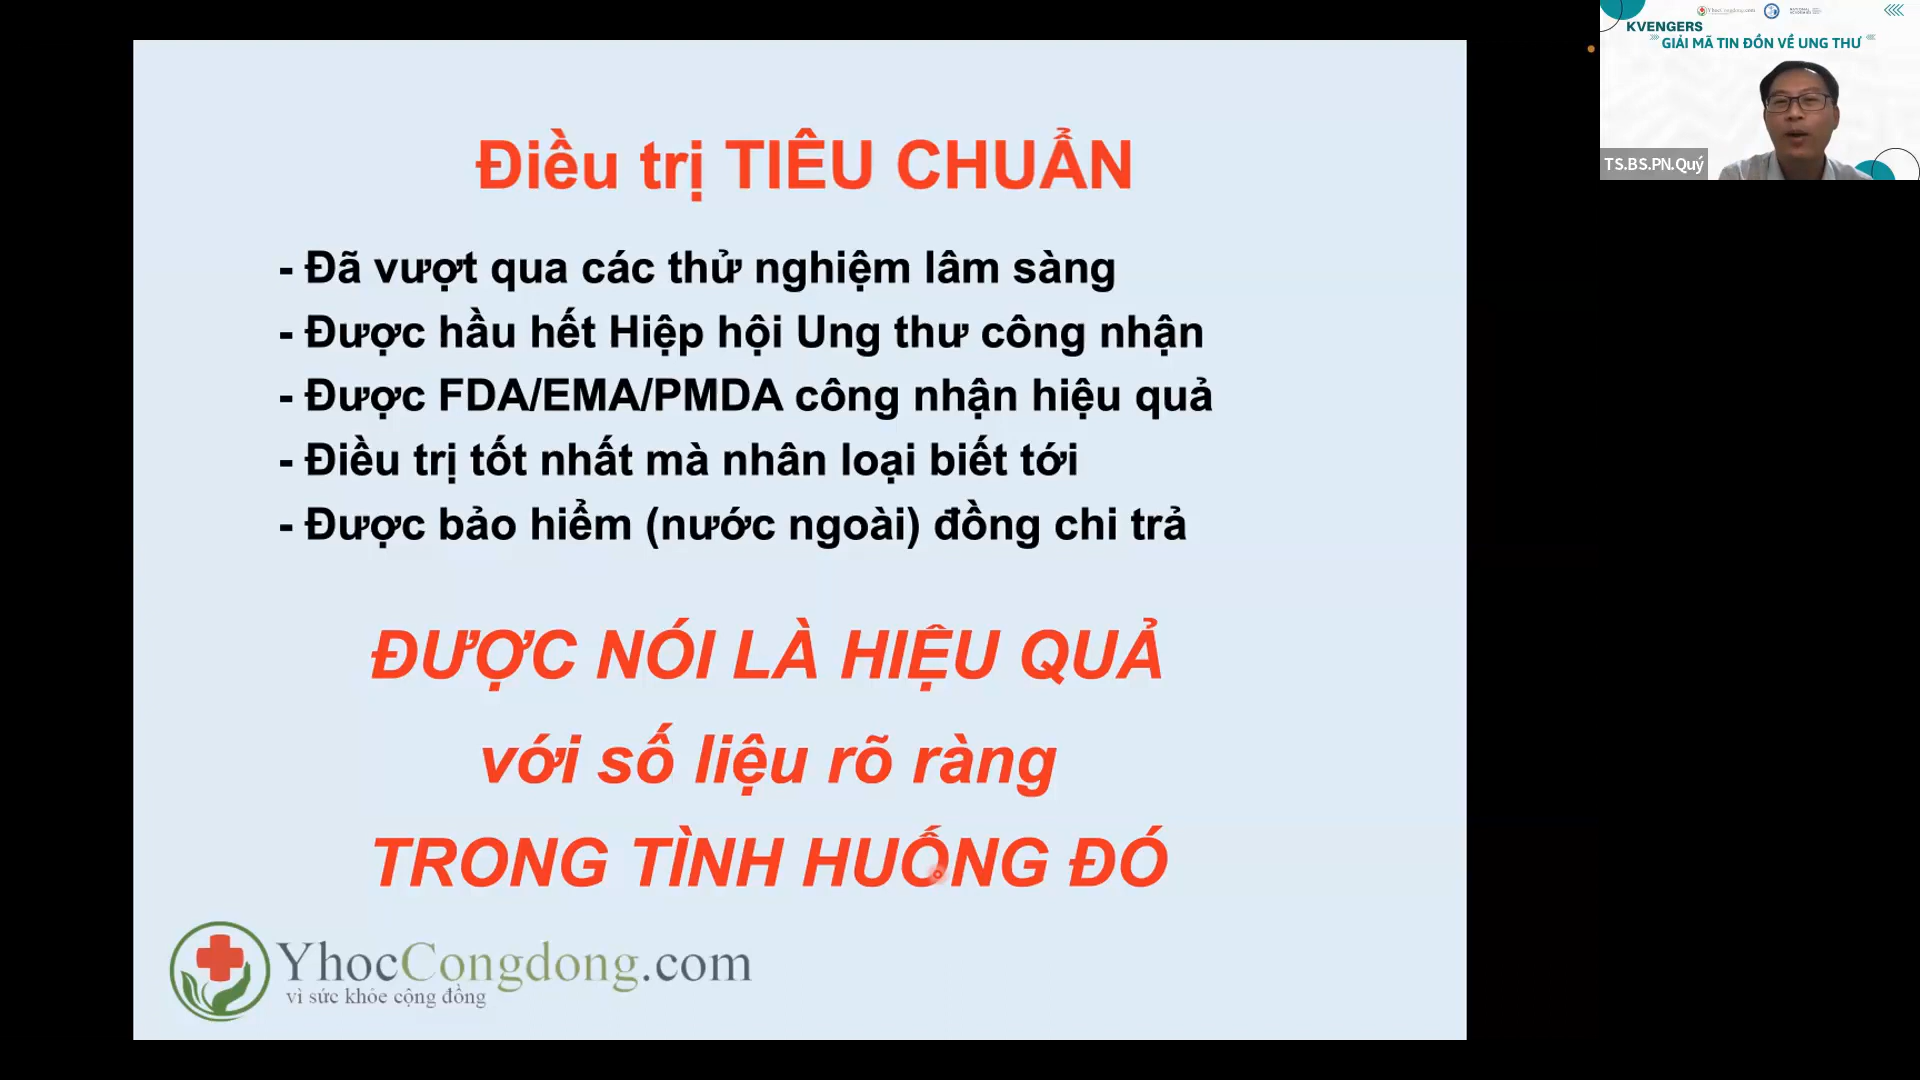 Điều trị TIÊU CHUẨN
- Đã vượt qua các thử nghiệm lâm sàng
- Được hầu hết Hiệp hội Ung thư công nhận
- Được FDA/EMA/PMDA công nhận hiệu quả
- Điều trị tốt nhất mà nhân loại biết tới
- Được bảo hiểm (nước ngoài) đồng chi trả
ĐƯỢC NÓI LÀ HIỆU QUẢ
với số liệu rõ ràng
TRONG TÌNH HUỐNG ĐÓ
YhocCongdong.com
vì sức khỏe cộng đồng
KVENGERS
GIẢI MÃ TIN ĐỒN VỀ UNG THƯ
TS.BS.PN.Quý